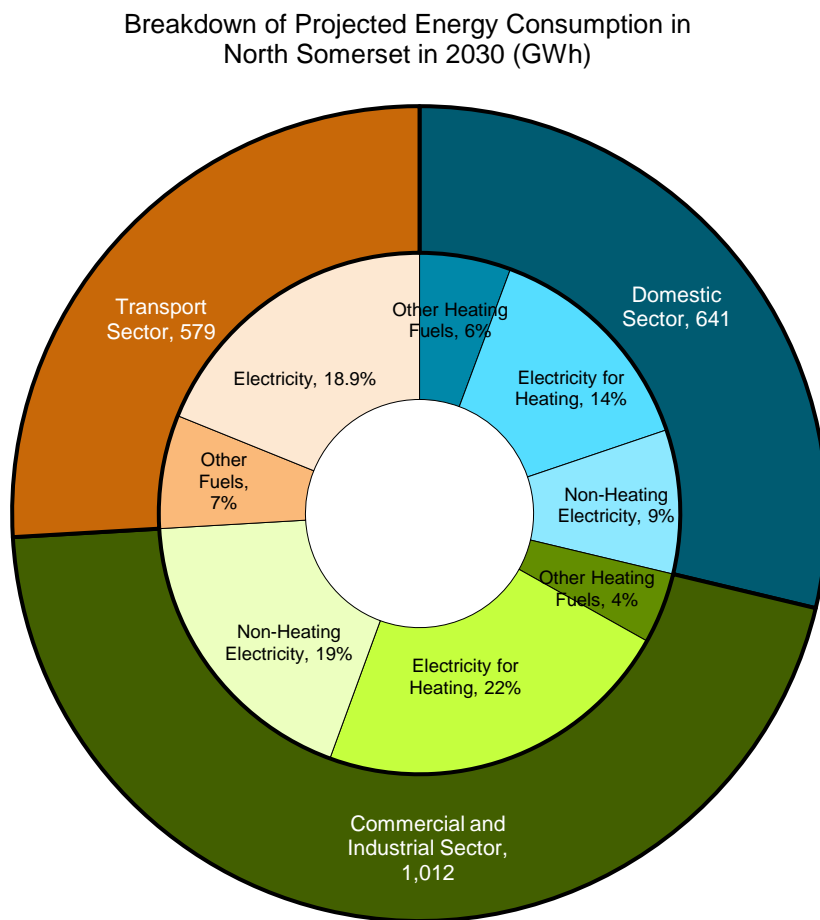 Breakdown of Projected Energy Consumption in
North Somerset in 2030 (GWh)
Transport
Sector, 579
Domestic
Sector, 641
Other Heating
Fuels, 6%
Electricity, 18.9%
Electricity for
Heating, 14%
Other
Fuels,
7%
Non-Heating
Electricity, 9%
Other Heating
Fuels, 4%
Non-Heating
Electricity, 19%
Electricity for
Heating, 22%
Commercial and
Industrial Sector,
1,012